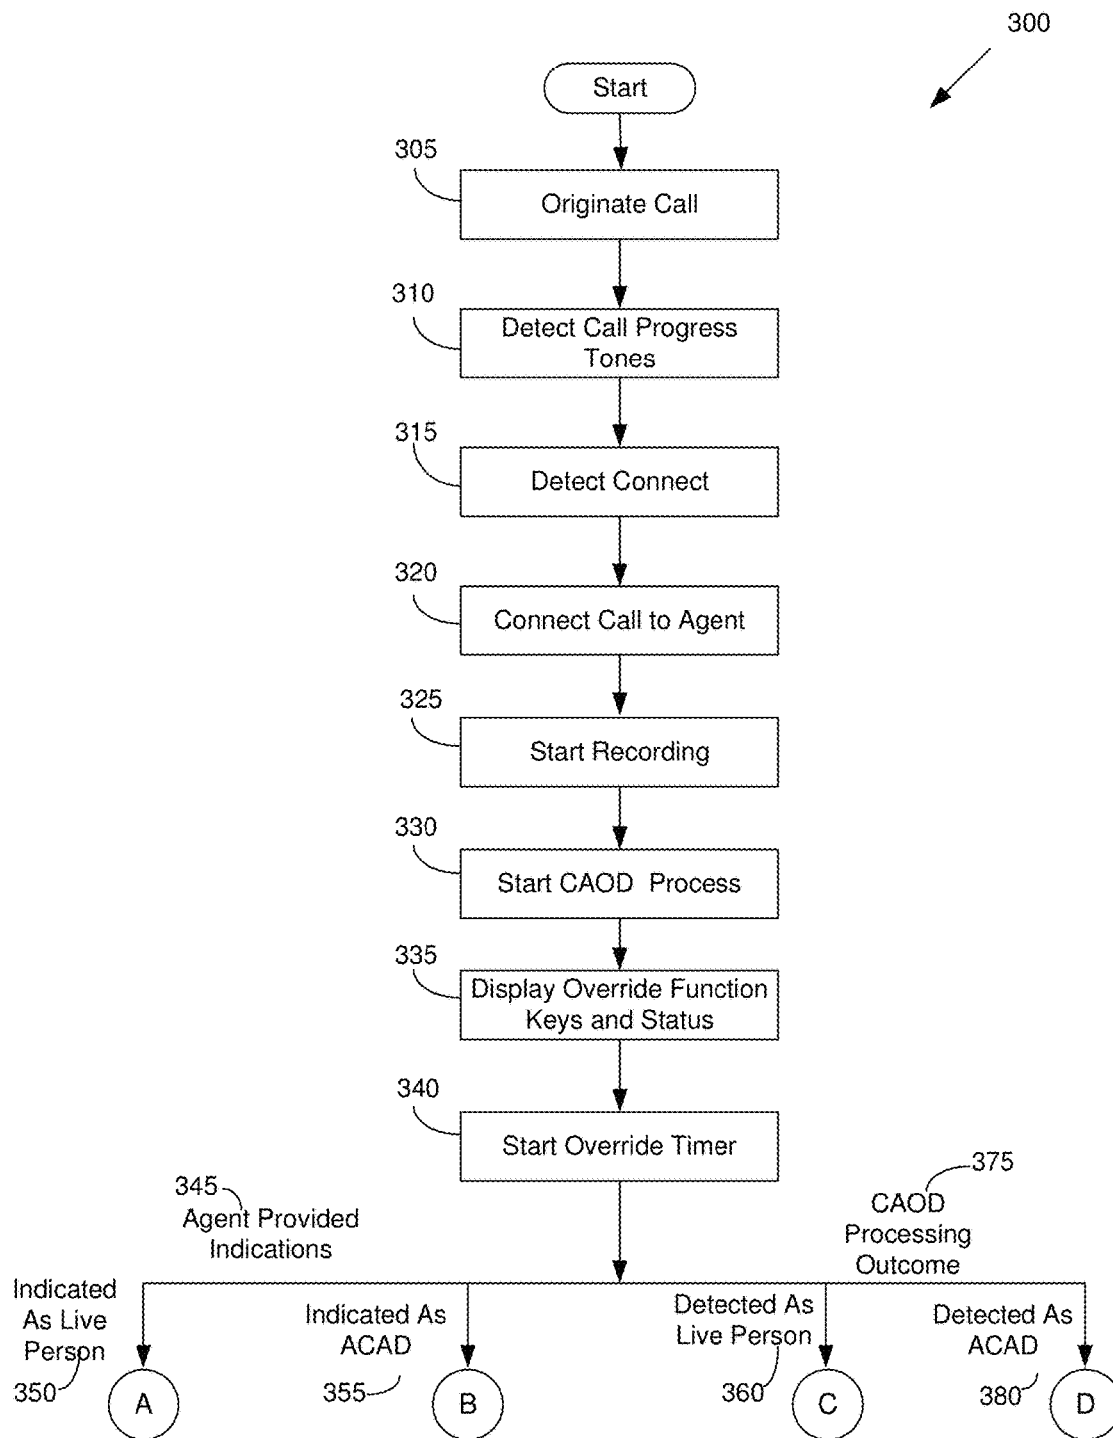 300
Start
305
Originate Call
310
Detect Call Progress
Tones
315
Detect Connect
320
Connect Call to Agent
325
Start Recording
330
Start CAOD Process
335
Display Override Function
Keys and Status
340
Start Override Timer
345
Agent Provided
Indications
375
CAOD
Processing
Outcome
Indicated
As Live
Person
350
A
Indicated As
ACAD
355
B
Detected As
Live Person
360
C
Detected As
ACAD
380
D